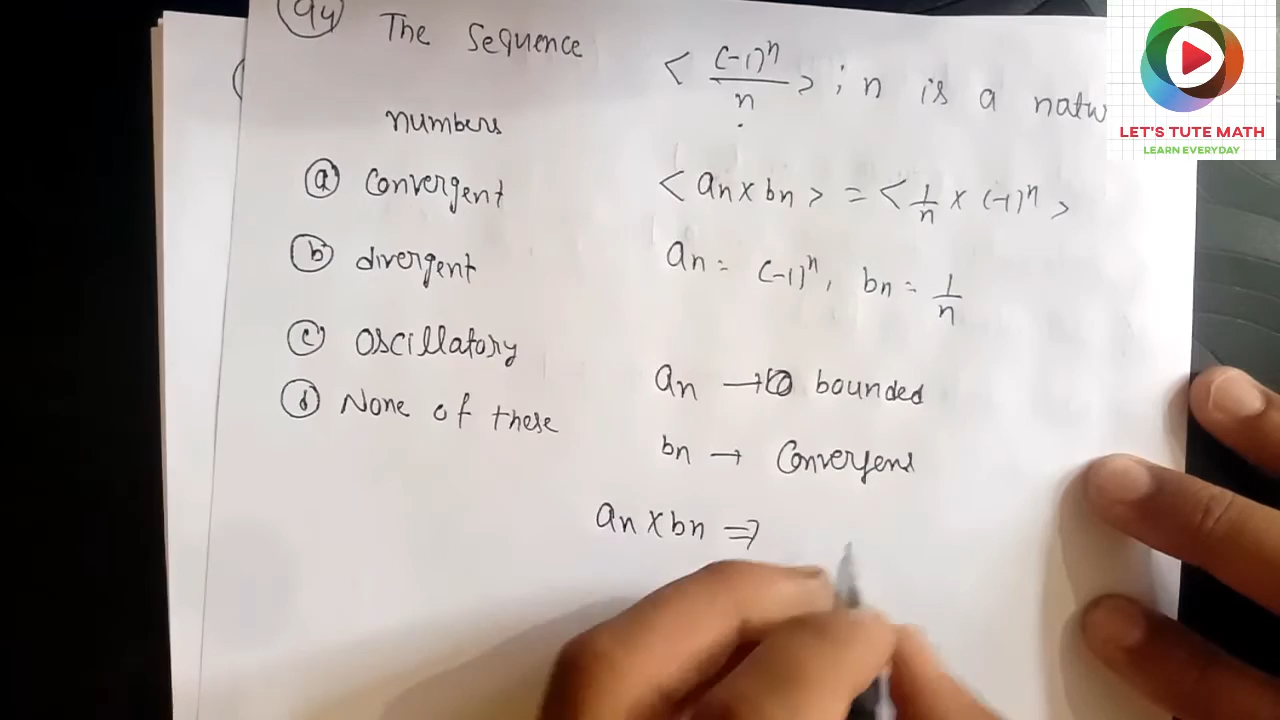 Q4 The Sequence < (-1)^n / n > ; n is a natu
numbers
(a) Convergent
(b) divergent
(c) Oscillatory
(d) None of these
< an x bn > = < 1/n x (-1)^n >
an = (-1)^n, bn = 1/n
an → bounded
bn → Convergent
an x bn ⇒
LET'S TUTE MATH
LEARN EVERYDAY